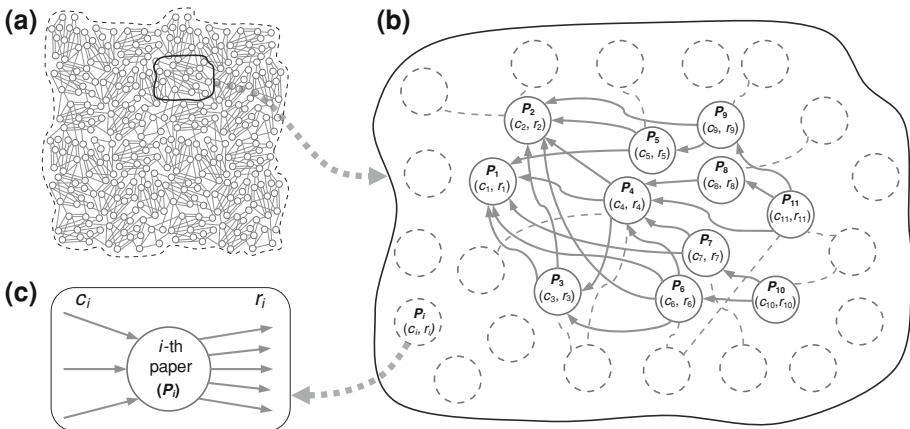 (a)
(b)
P2
(c2, r2)
P9
(c9, r9)
P5
(c5, r5)
P1
(c1, r1)
P8
(c8, r8)
P4
(c4, r4)
P11
(c11, r11)
P7
(c7, r7)
P3
(c3, r3)
P6
(c6, r6)
P10
(c10, r10)
Pi
(ci, ri)
(c)
ci
ri
i-th
paper
(Pi)